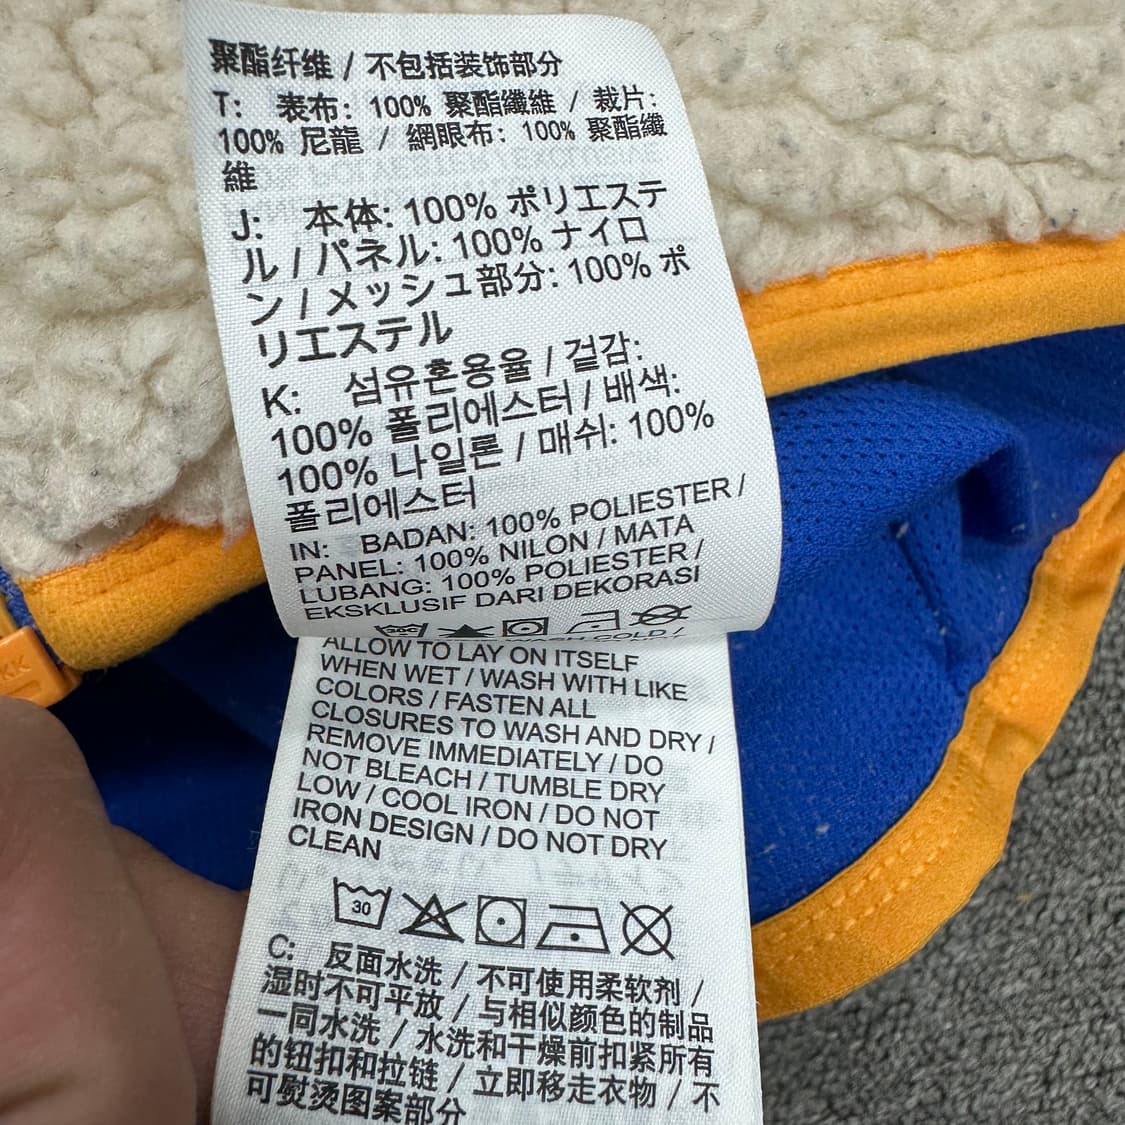 聚酯纤维 / 不包括装饰部分
T: 表布: 100% 聚酯纖維 / 裁片:
100% 尼龍 / 網眼布: 100% 聚酯纖
維
J: 本体: 100% ポリエステ
ル / パネル: 100% ナイロ
ン / メッシュ部分: 100% ポ
リエステル
K: 섬유혼용율 / 겉감:
100% 폴리에스터 / 배색:
100% 나일론 / 매쉬: 100%
폴리에스터
IN: BADAN: 100% POLIESTER /
PANEL: 100% NILON / MATA
LUBANG: 100% POLIESTER /
EKSKLUSIF DARI DEKORASI
30C
WASH COLD /
ALLOW TO LAY ON ITSELF
WHEN WET / WASH WITH LIKE
COLORS / FASTEN ALL
CLOSURES TO WASH AND DRY /
REMOVE IMMEDIATELY / DO
NOT BLEACH / TUMBLE DRY
LOW / COOL IRON / DO NOT
IRON DESIGN / DO NOT DRY
CLEAN
30
C: 反面水洗 / 不可使用柔软剂 /
湿时不可平放 / 与相似颜色的制品
一同水洗 / 水洗和干燥前扣紧所有
的钮扣和拉链 / 立即移走衣物 / 不
可熨烫图案部分
KK